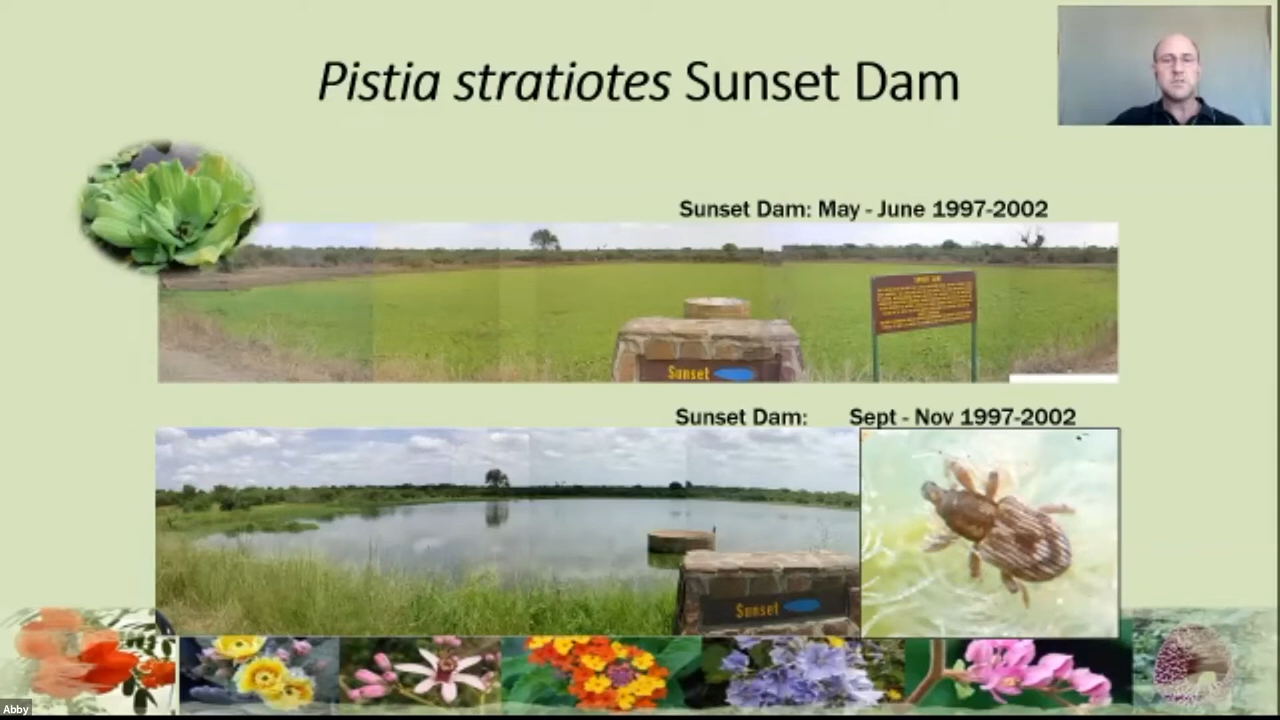 Pistia stratiotes Sunset Dam
Sunset Dam: May - June 1997-2002
Sunset
Sunset Dam: Sept - Nov 1997-2002
Sunset
Abby